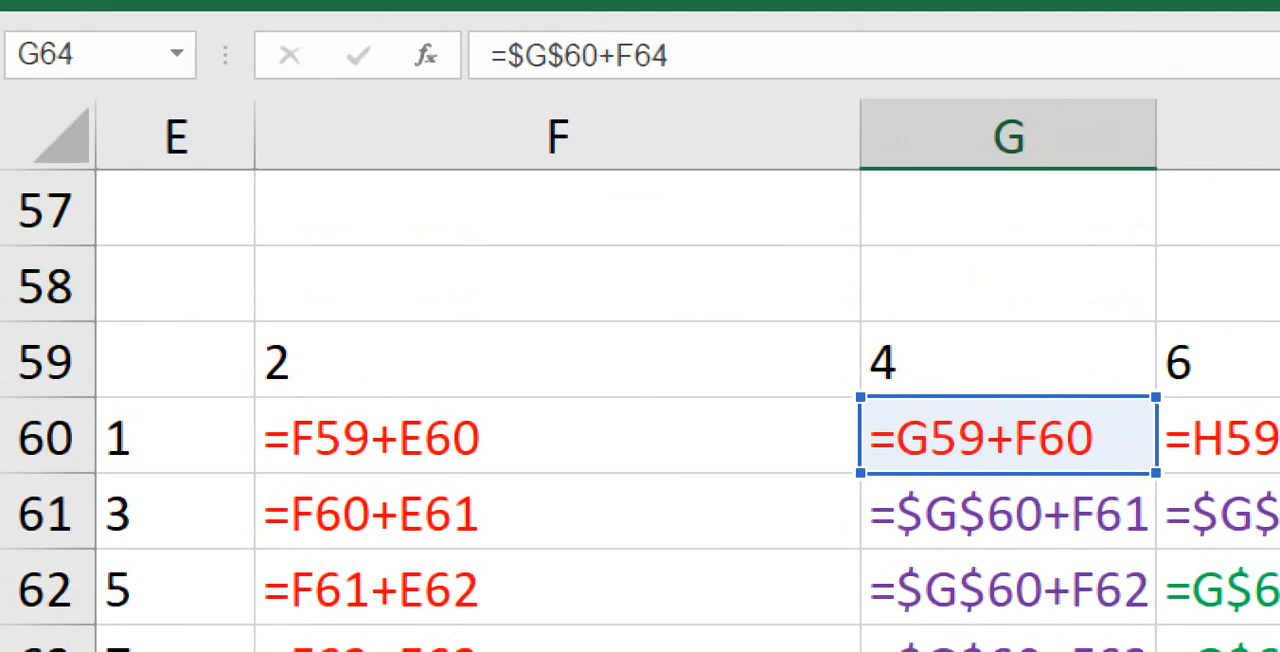 G64 fx =$G$60+F64
E F G
57
58
59 2 4 6
60 1 =F59+E60 =G59+F60 =H59
61 3 =F60+E61 =$G$60+F61 =$G$
62 5 =F61+E62 =$G$60+F62 =G$6